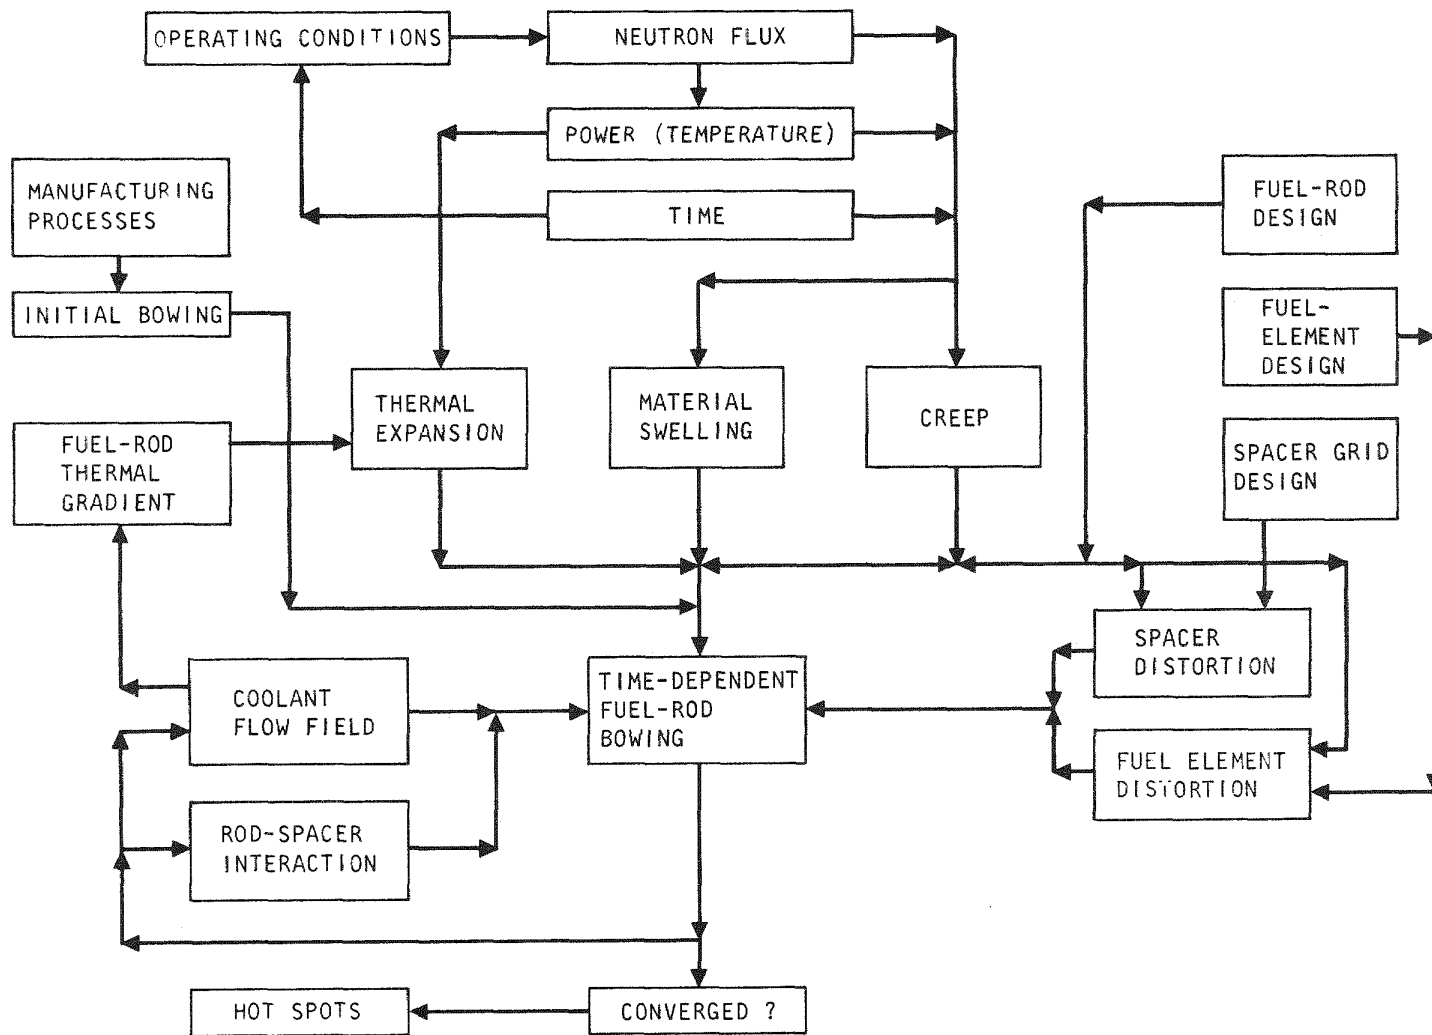 OPERATING CONDITIONS
NEUTRON FLUX
POWER (TEMPERATURE)
TIME
MANUFACTURING
PROCESSES
INITIAL BOWING
FUEL-ROD
DESIGN
FUEL-
ELEMENT
DESIGN
SPACER GRID
DESIGN
THERMAL
EXPANSION
MATERIAL
SWELLING
CREEP
FUEL-ROD
THERMAL
GRADIENT
COOLANT
FLOW FIELD
TIME-DEPENDENT
FUEL-ROD
BOWING
SPACER
DISTORTION
FUEL ELEMENT
DISTORTION
ROD-SPACER
INTERACTION
HOT SPOTS
CONVERGED ?